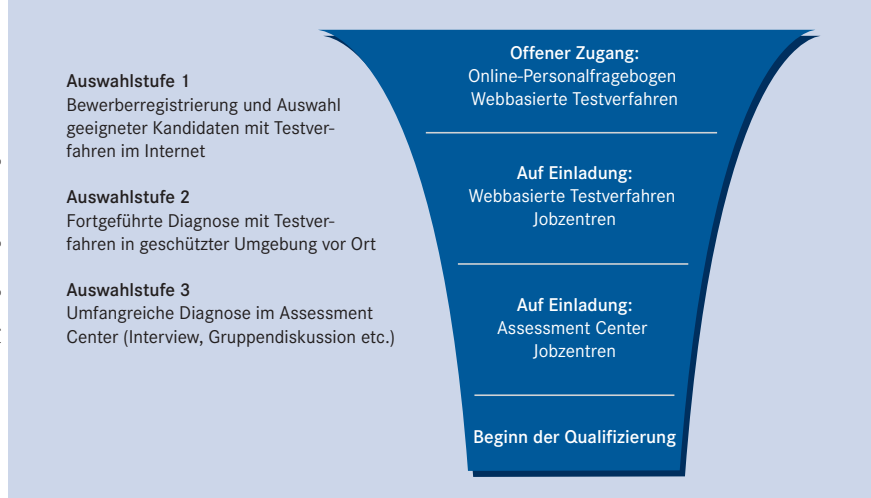 Auswahlstufe 1
Bewerberregistrierung und Auswahl
geeigneter Kandidaten mit Testver-
fahren im Internet
Auswahlstufe 2
Fortgeführte Diagnose mit Testver-
fahren in geschützter Umgebung vor Ort
Auswahlstufe 3
Umfangreiche Diagnose im Assessment
Center (Interview, Gruppendiskussion etc.)
Offener Zugang:
Online-Personalfragebogen
Webbasierte Testverfahren
Auf Einladung:
Webbasierte Testverfahren
Jobzentren
Auf Einladung:
Assessment Center
Jobzentren
Beginn der Qualifizierung